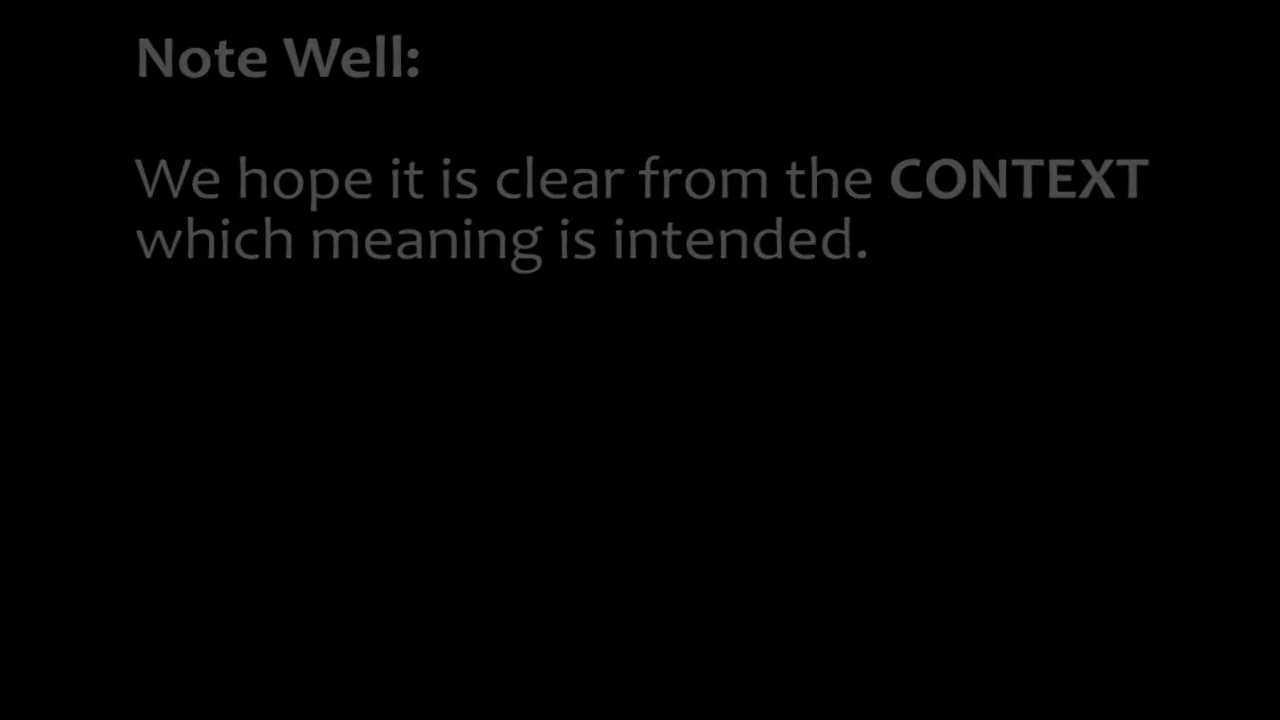 Note Well:
We hope it is clear from the CONTEXT
which meaning is intended.